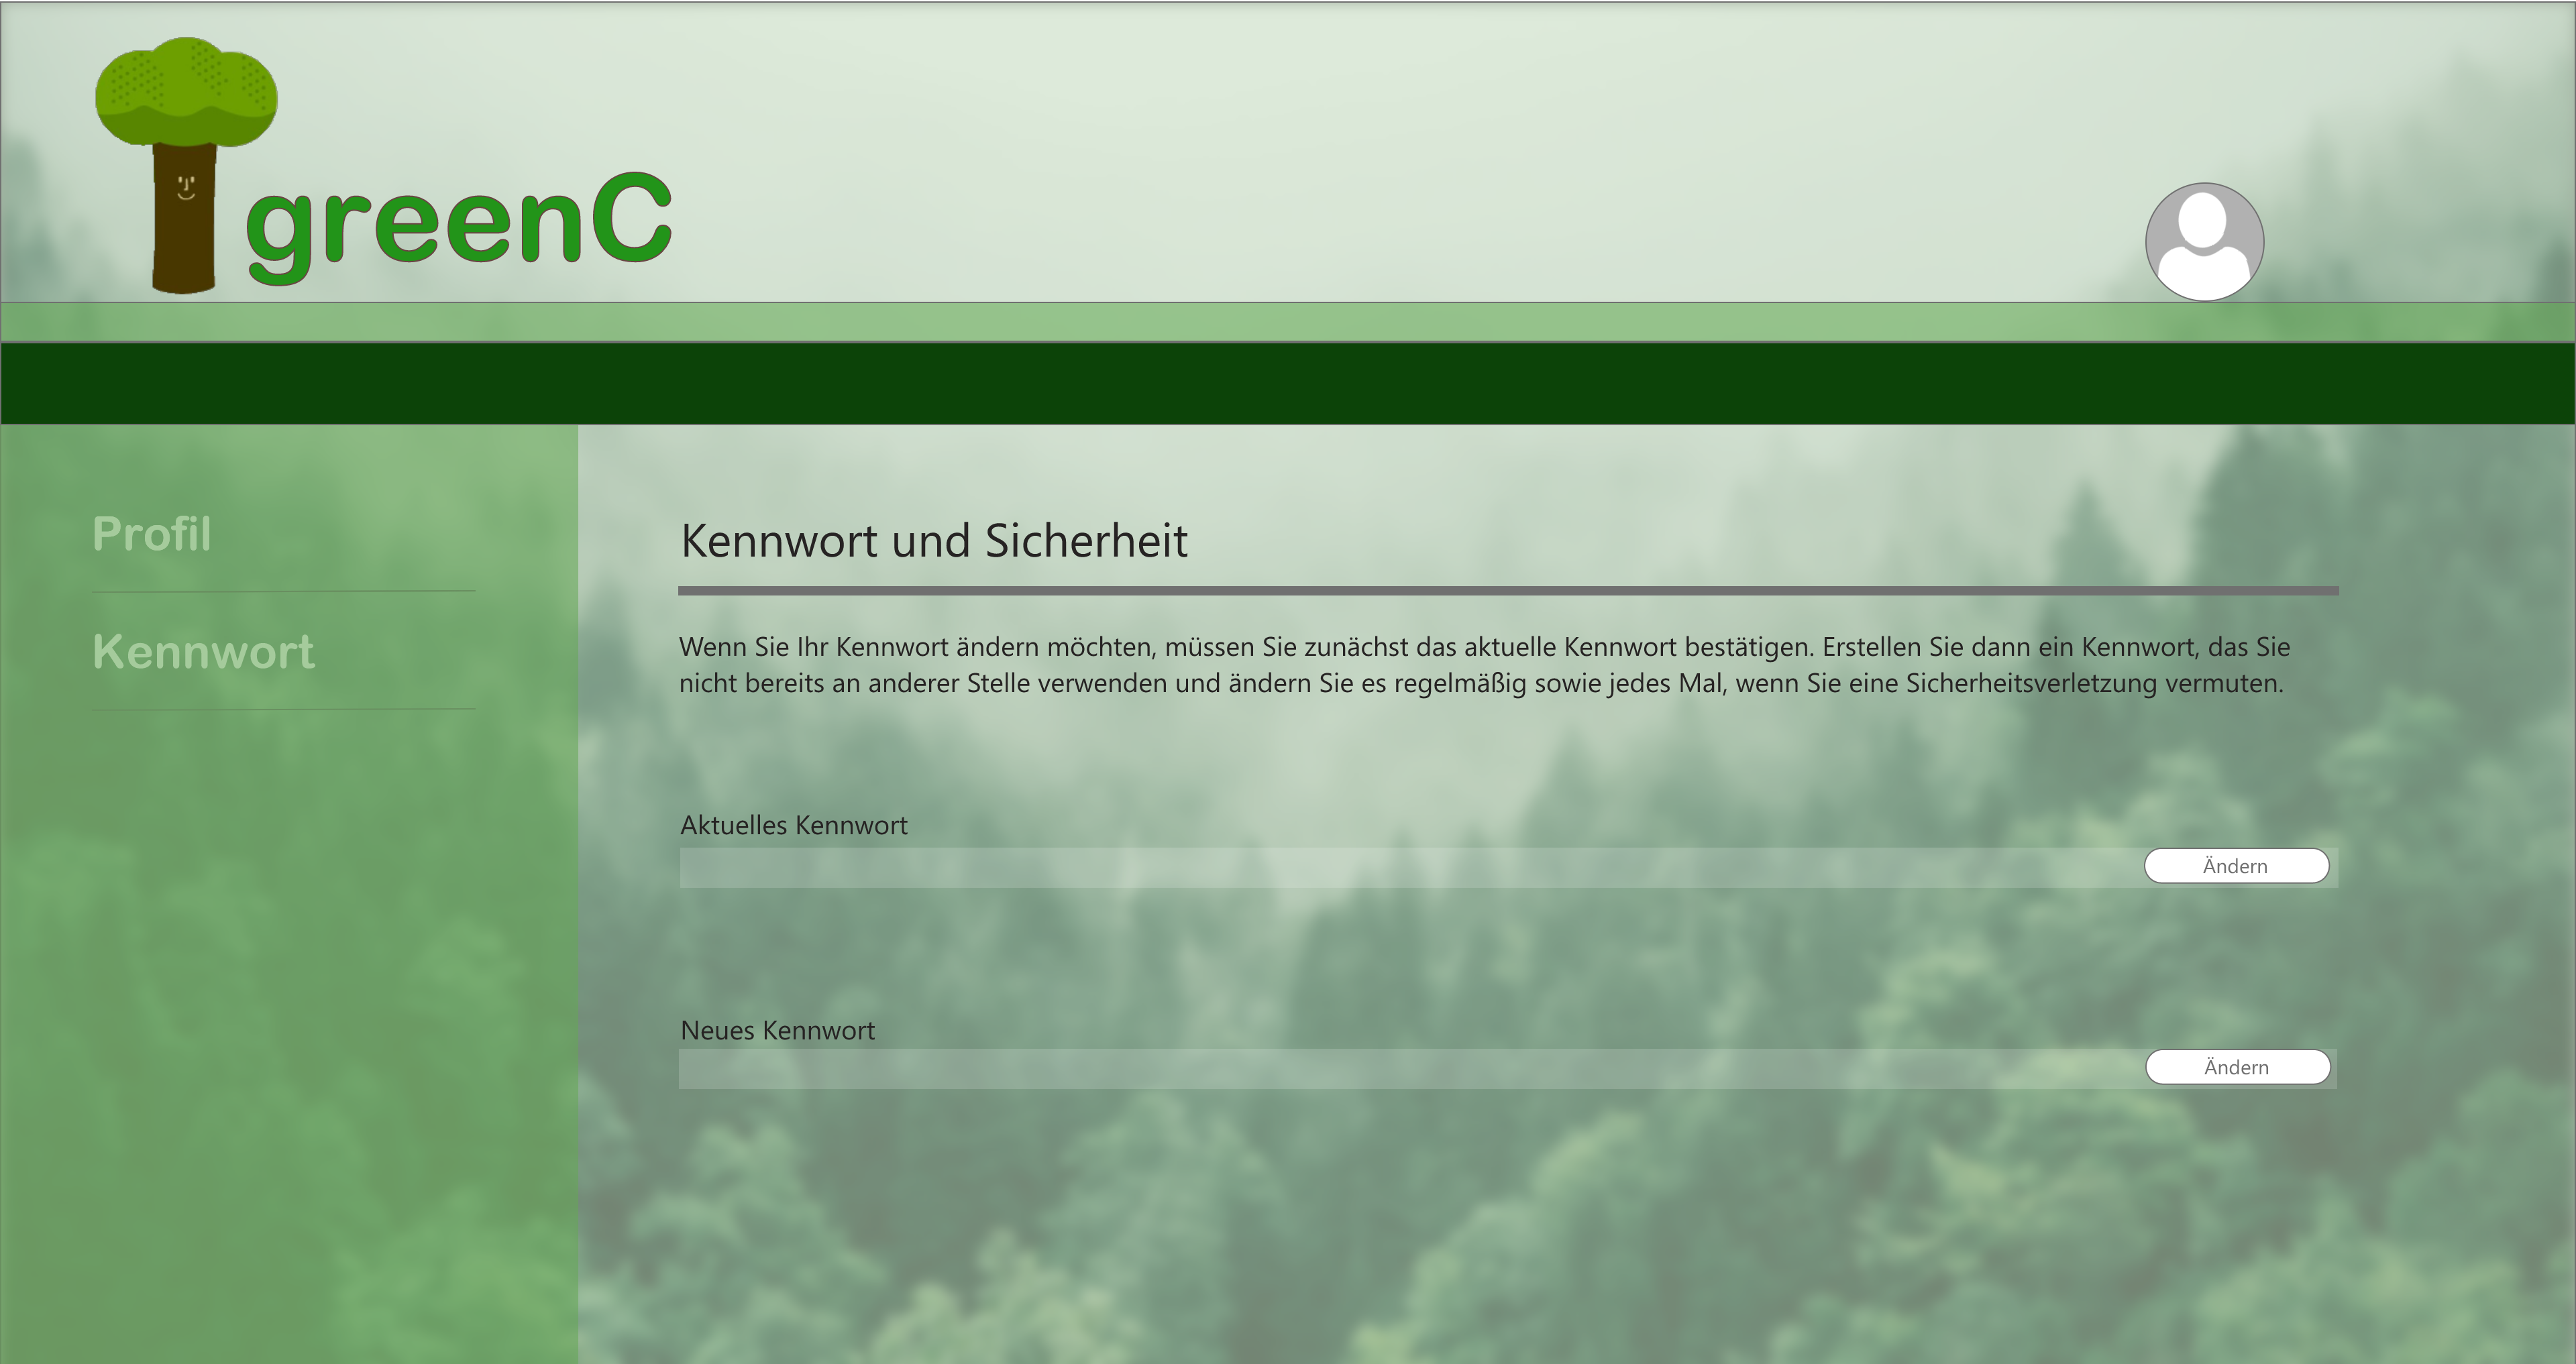 greenC
Profil
Kennwort
Kennwort und Sicherheit
Wenn Sie Ihr Kennwort ändern möchten, müssen Sie zunächst das aktuelle Kennwort bestätigen. Erstellen Sie dann ein Kennwort, das Sie
nicht bereits an anderer Stelle verwenden und ändern Sie es regelmäßig sowie jedes Mal, wenn Sie eine Sicherheitsverletzung vermuten.
Aktuelles Kennwort
Ändern
Neues Kennwort
Ändern